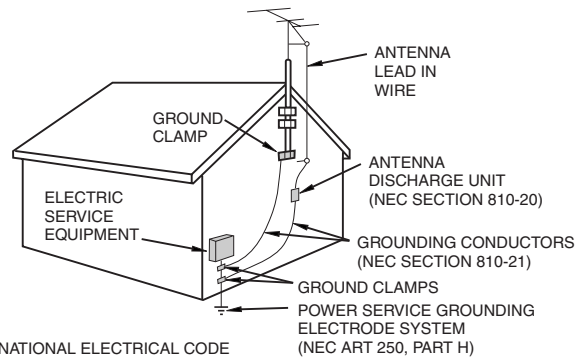 ANTENNA
LEAD IN
WIRE
GROUND
CLAMP
ANTENNA
DISCHARGE UNIT
(NEC SECTION 810-20)
ELECTRIC
SERVICE
EQUIPMENT
GROUNDING CONDUCTORS
(NEC SECTION 810-21)
GROUND CLAMPS
POWER SERVICE GROUNDING
ELECTRODE SYSTEM
(NEC ART 250, PART H)
NATIONAL ELECTRICAL CODE